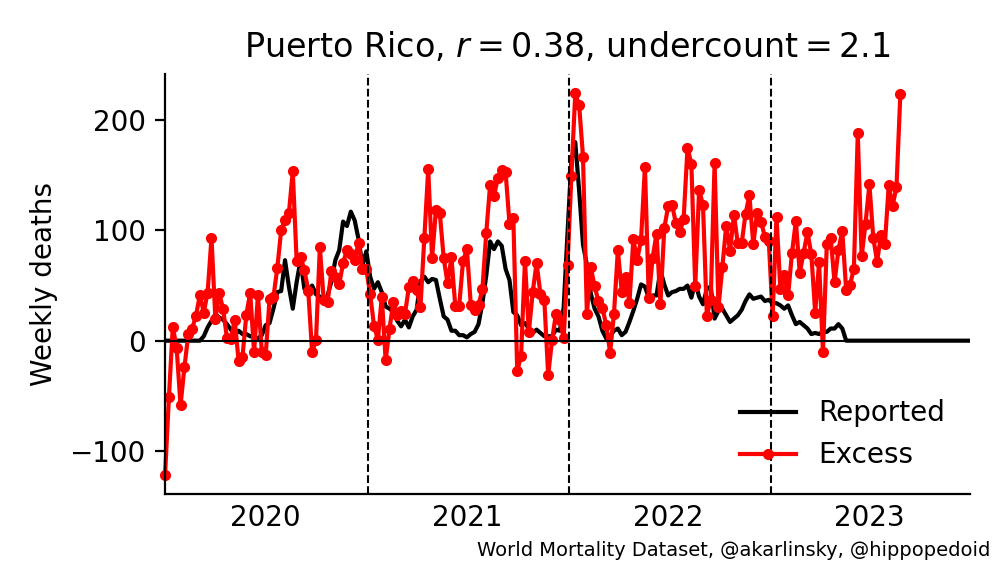 Puerto Rico, r = 0.38, undercount = 2.1
Weekly deaths
200
100
0
−100
Reported
Excess
2020 2021 2022 2023
World Mortality Dataset, @akarlinsky, @hippopedoid